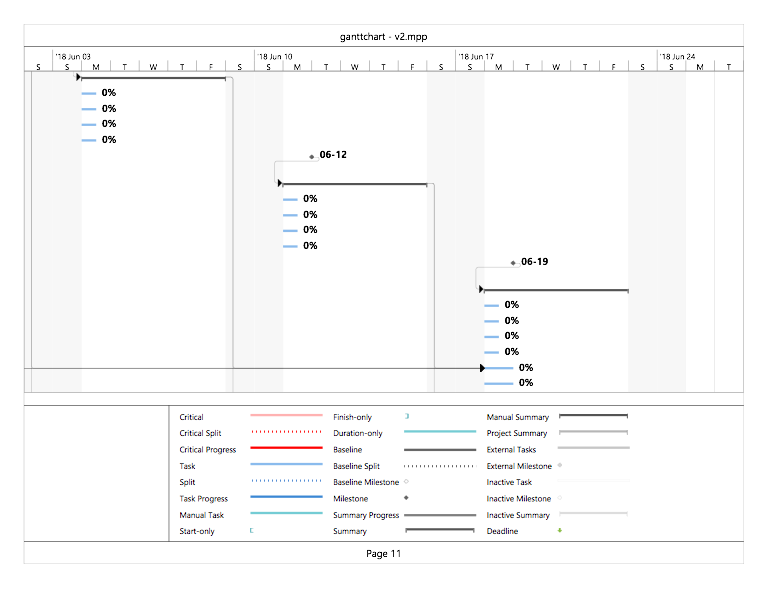 ganttchart - v2.mpp
'18 Jun 03 '18 Jun 10 '18 Jun 17 '18 Jun 24
S S M T W T F S S M T W T F S S M T W T F S S M T
0%
0%
0%
0%
06-12
0%
0%
0%
0%
06-19
0%
0%
0%
0%
0%
0%
Critical Finish-only Manual Summary
Critical Split Duration-only Project Summary
Critical Progress Baseline External Tasks
Task Baseline Split External Milestone
Split Baseline Milestone Inactive Task
Task Progress Milestone Inactive Milestone
Manual Task Summary Progress Inactive Summary
Start-only Summary Deadline
Page 11